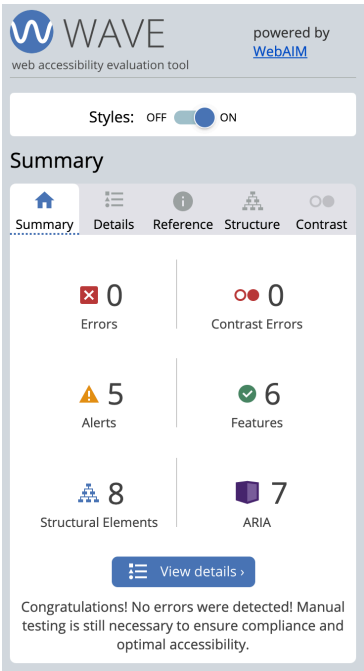 WAVE
web accessibility evaluation tool
powered by
WebAIM
Styles: OFF ON
Summary
Summary Details Reference Structure Contrast
0
Errors
0
Contrast Errors
5
Alerts
6
Features
8
Structural Elements
7
ARIA
View details ›
Congratulations! No errors were detected! Manual
testing is still necessary to ensure compliance and
optimal accessibility.